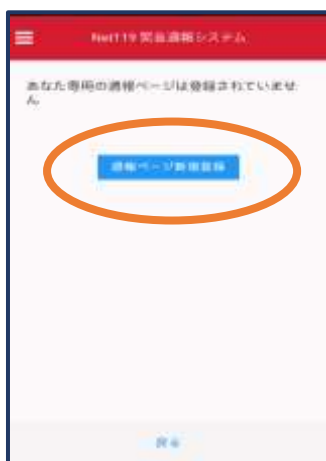 Net119 緊急通報システム
あなた専用の通報ページは登録されていませ
ん
通報ページ新規登録
戻る